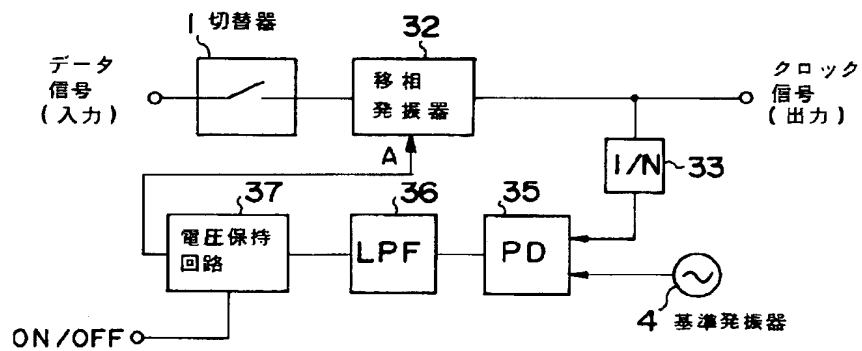 1 切替器
32
データ
信号
(入力)
移相
発振器
クロック
信号
(出力)
A
1/N
33
37
36
35
電圧保持
回路
LPF
PD
4 基準発振器
ON/OFF